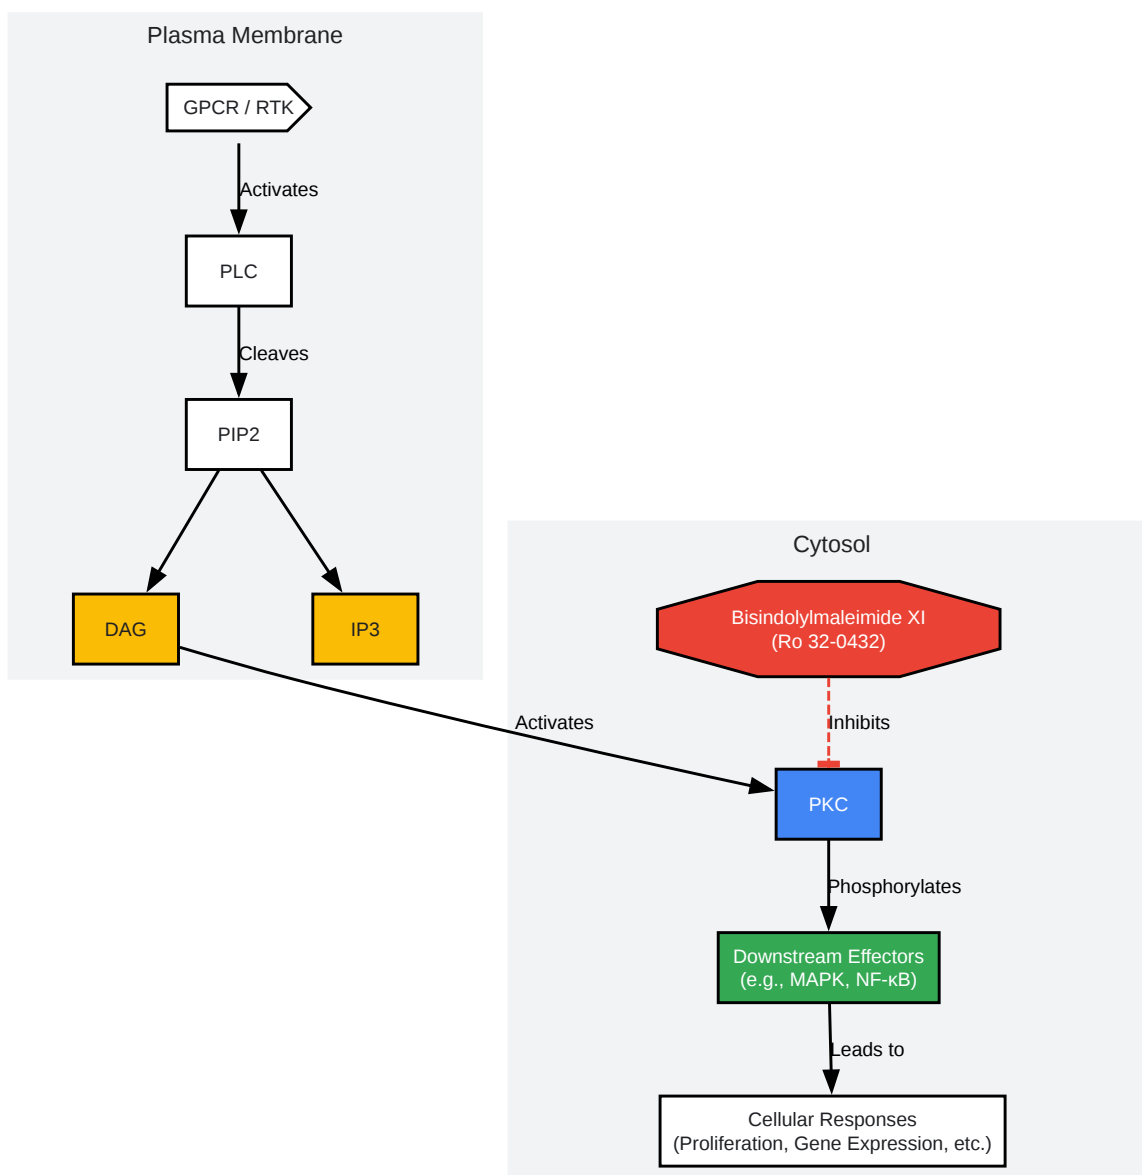 Plasma Membrane
GPCR / RTK
Activates
PLC
Cleaves
PIP2
DAG
IP3
Cytosol
Bisindolylmaleimide XI
(Ro 32-0432)
Activates
Inhibits
PKC
Phosphorylates
Downstream Effectors
(e.g., MAPK, NF-κB)
Leads to
Cellular Responses
(Proliferation, Gene Expression, etc.)